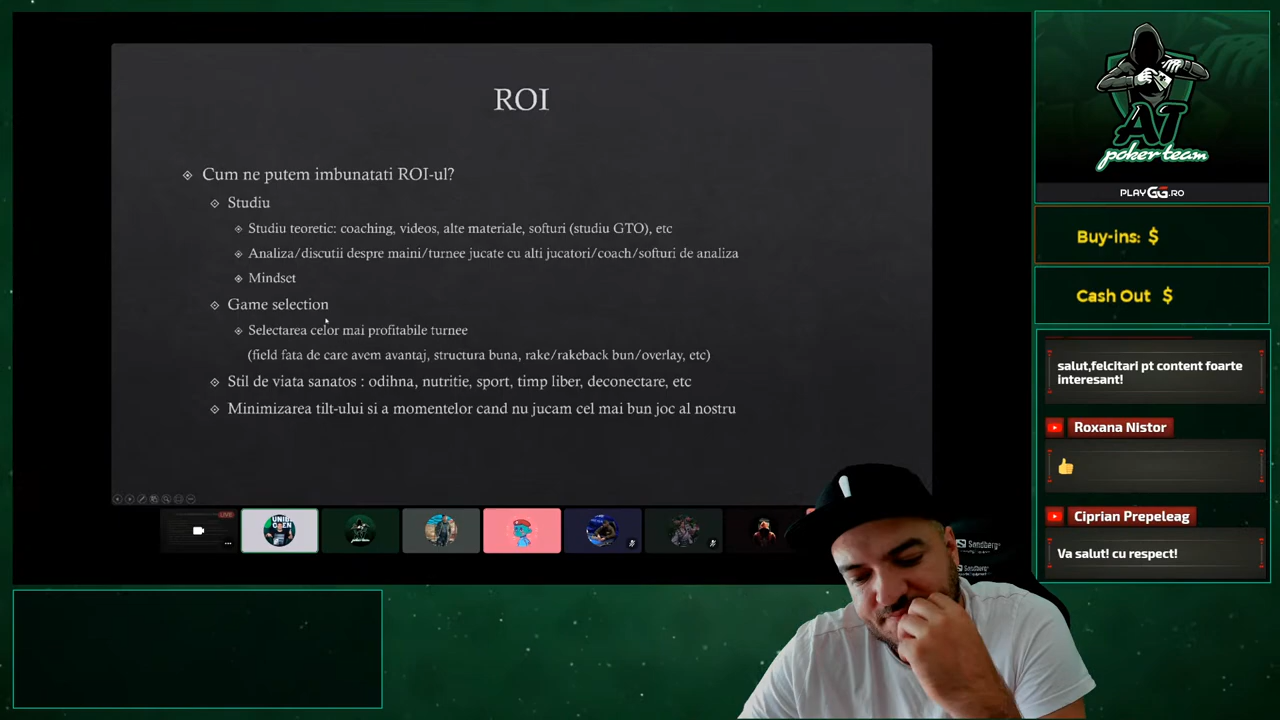 ROI
Cum ne putem imbunatati ROI-ul?
Studiu
Studiu teoretic: coaching, videos, alte materiale, softuri (studiu GTO), etc
Analiza/discutii despre maini/turnee jucate cu alti jucatori/coach/softuri de analiza
Mindset
Game selection
Selectarea celor mai profitabile turnee
(field fata de care avem avantaj, structura buna, rake/rakeback bun/overlay, etc)
Stil de viata sanatos : odihna, nutritie, sport, timp liber, deconectare, etc
Minimizarea tilt-ului si a momentelor cand nu jucam cel mai bun joc al nostru
LIVE
UNIB
Sandberg
Sandberg
AT
poker team
PLAYGG.RO
Buy-ins: $
Cash Out $
salut,felcitari pt content foarte
interesant!
Roxana Nistor
👍
Ciprian Prepeleag
Va salut! cu respect!